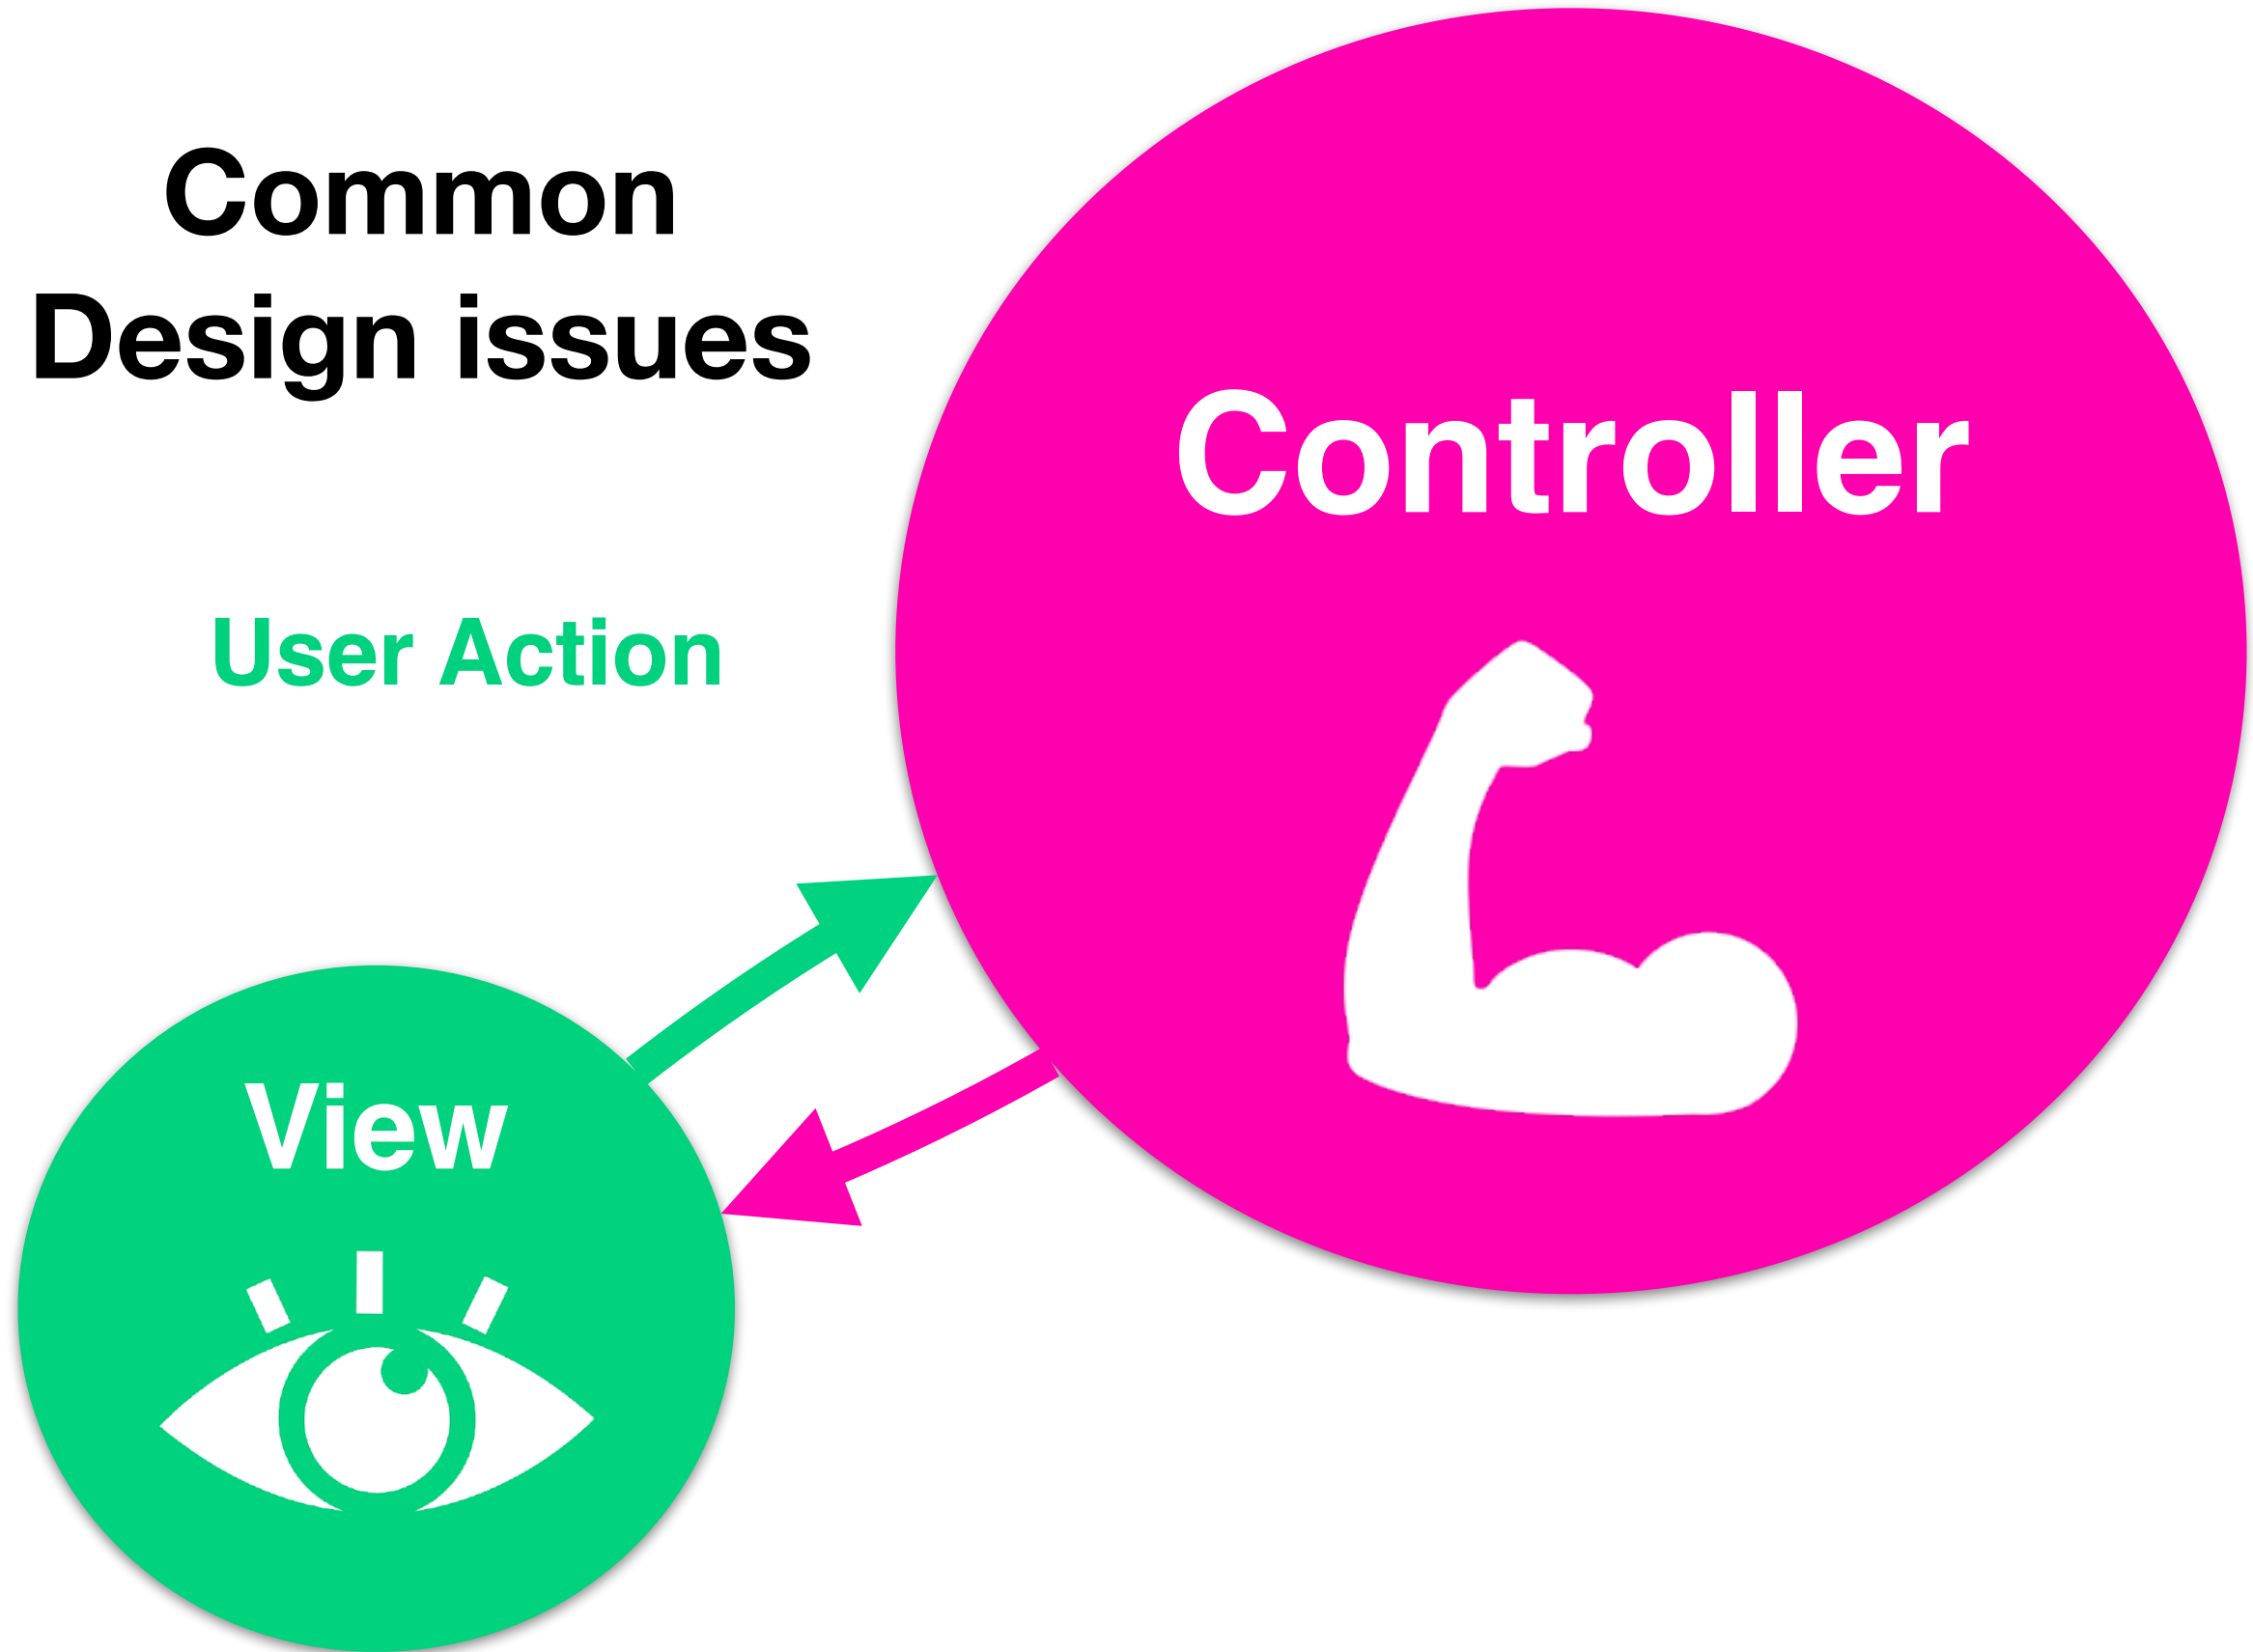 Common
Design issues
Controller
User Action
View